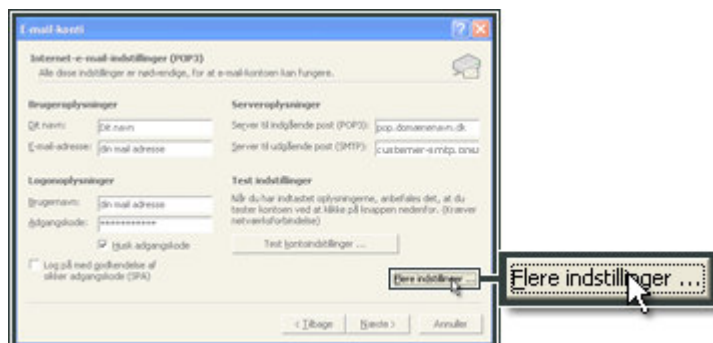 E-mail-konti
Internet-e-mail-indstillinger (POP3)
Alle disse indstillinger er nødvendige, for at e-mail-kontoen kan fungere.
Brugeroplysninger
Dit navn:
Dit navn
E-mail-adresse:
din mail adresse
Serveroplysninger
Server til indgående post (POP3):
pop.domænenavn.dk
Server til udgående post (SMTP):
customer-smtp.one
Logonoplysninger
Brugernavn:
din mail adresse
Adgangskode:
***********
Husk adgangskode
Log på med godkendelse af
sikker adgangskode (SPA)
Test indstillinger
Når du har indtastet oplysningerne, anbefales det, at du
tester kontoen ved at klikke på knappen nedenfor. (Kræver
netværksforbindelse)
Test kontoindstillinger ...
Flere indstillinger ...
Flere indstillinger ...
< Tilbage
Næste >
Annuller